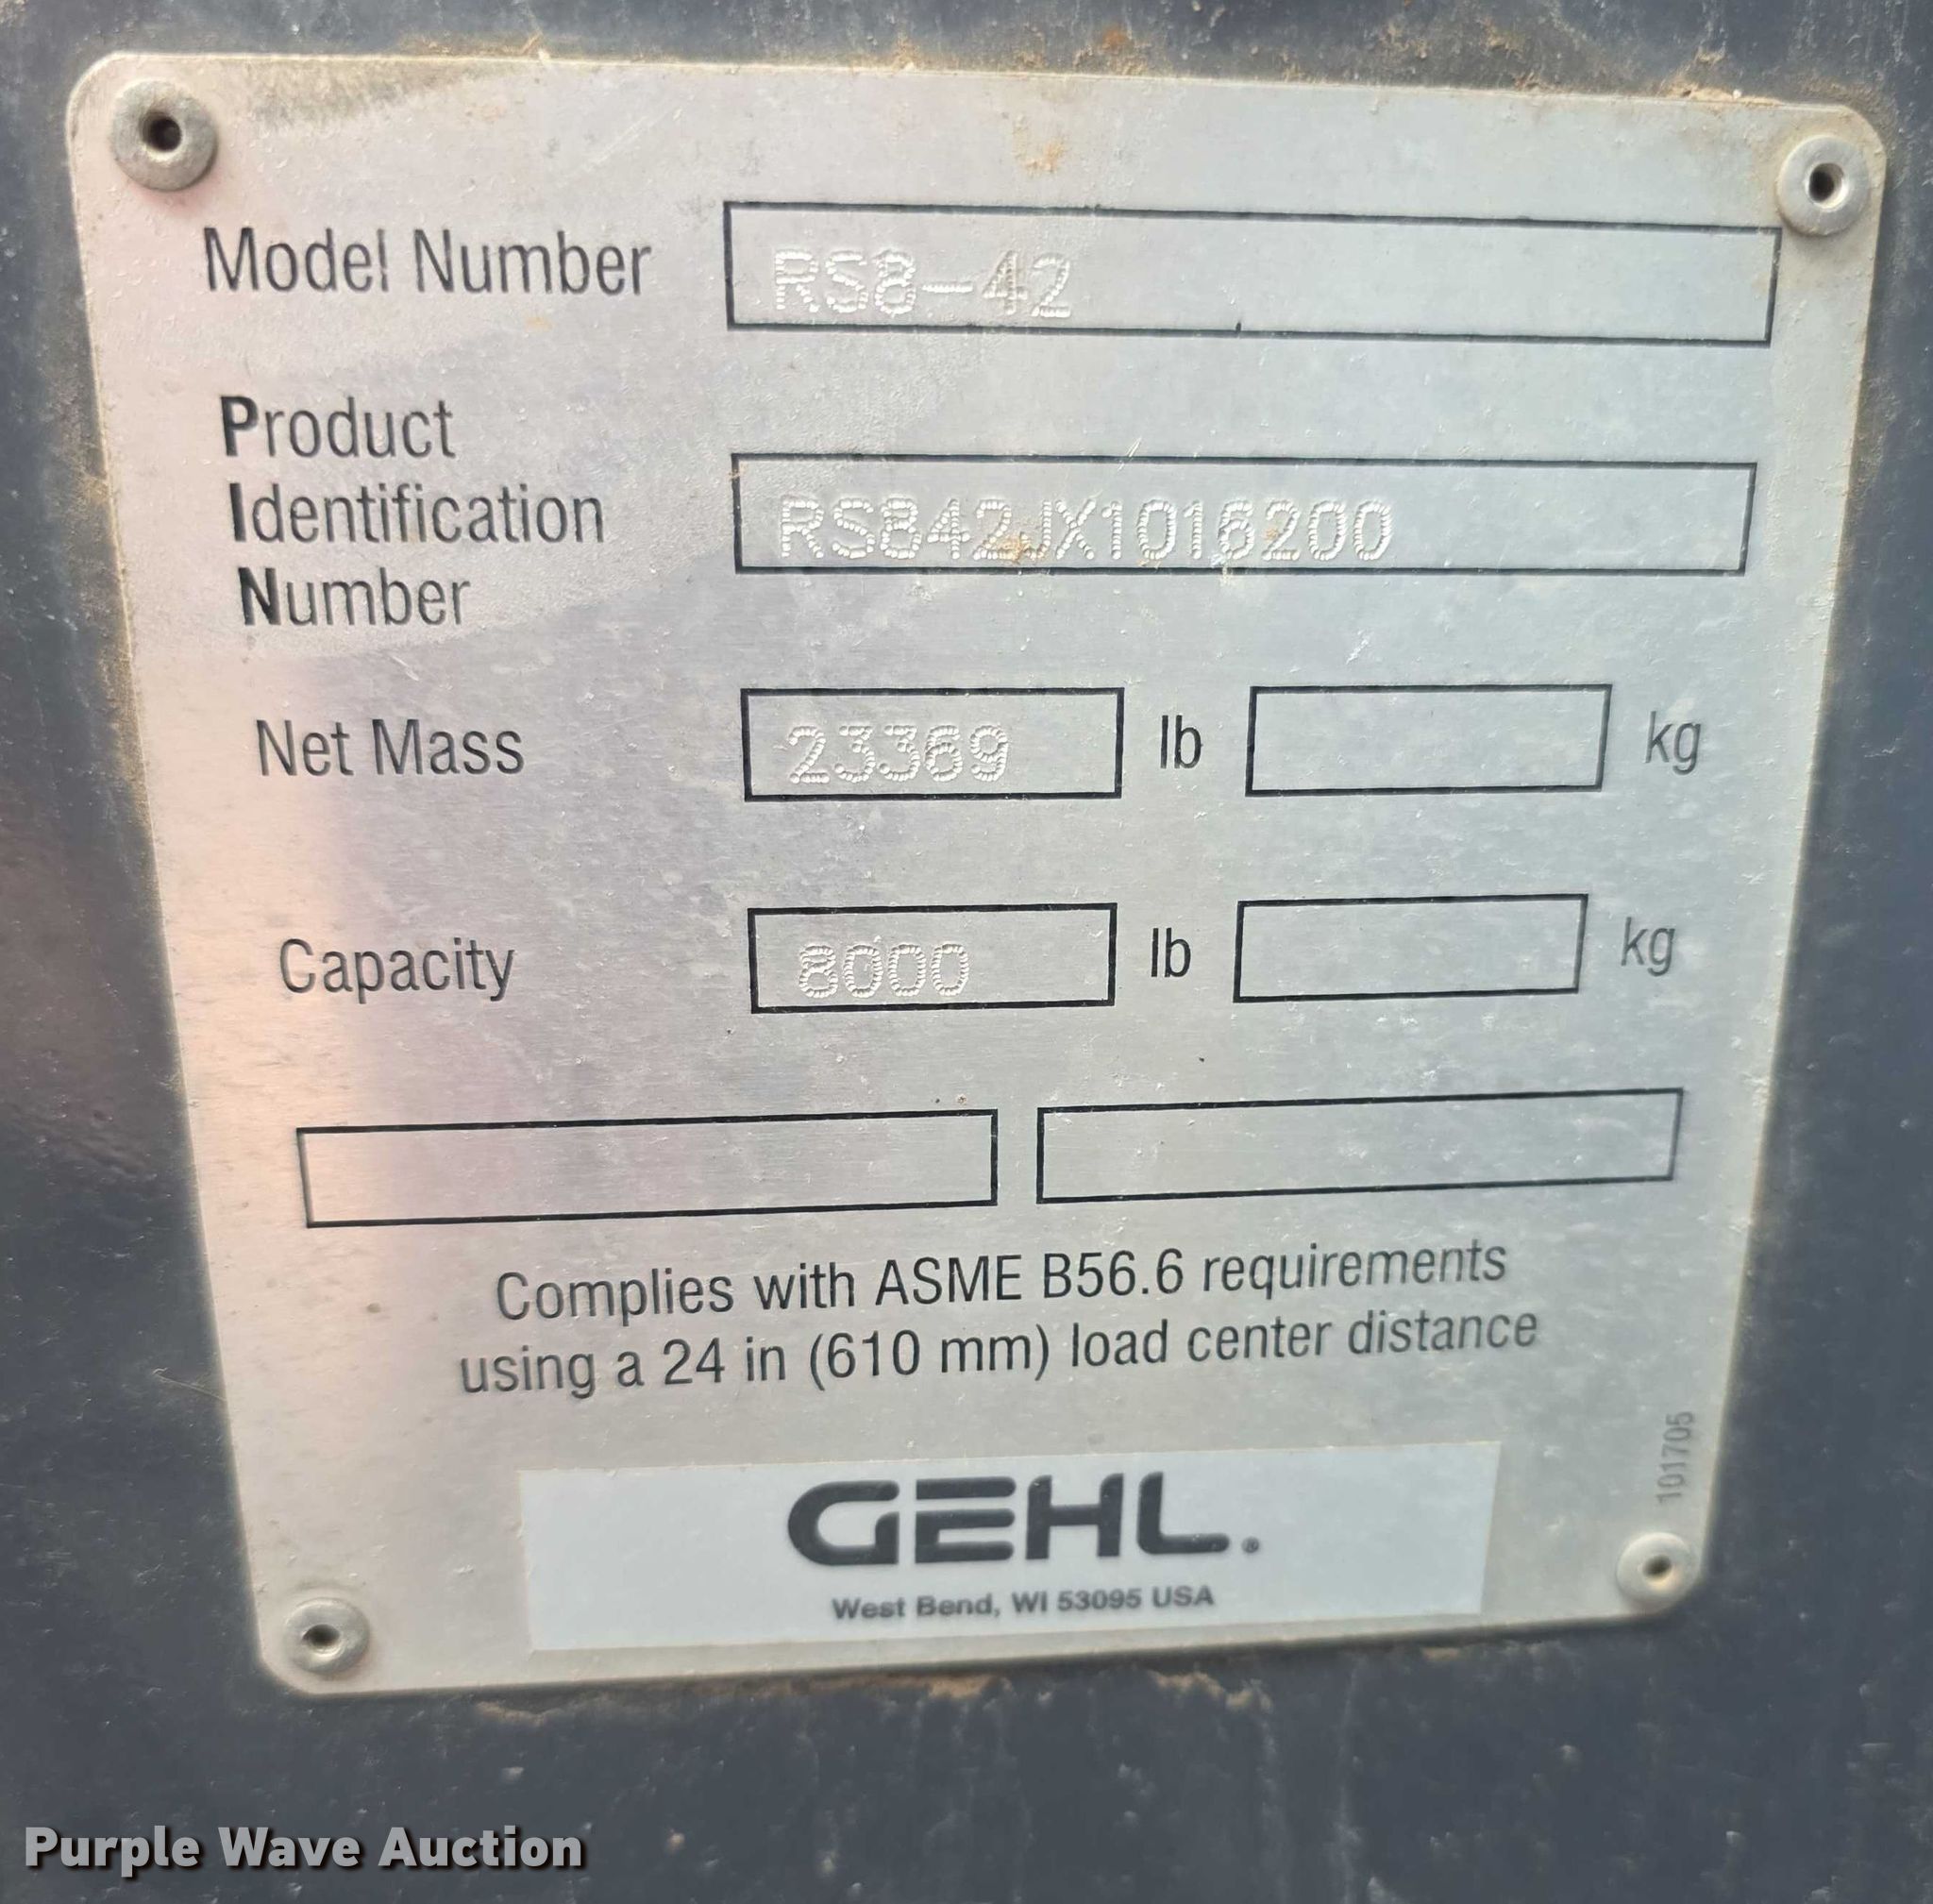 Model Number RS8-42
Product
Identification RS842JX1016200
Number
Net Mass 23369 lb kg
Capacity 8000 lb kg
Complies with ASME B56.6 requirements
using a 24 in (610 mm) load center distance
101705
GEHL®
West Bend, WI 53095 USA
Purple Wave Auction